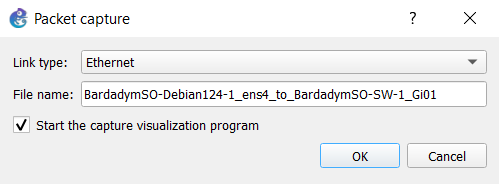 Packet capture
Link type: Ethernet
File name: BardadymSO-Debian124-1_ens4_to_BardadymSO-SW-1_Gi01
Start the capture visualization program
OK Cancel